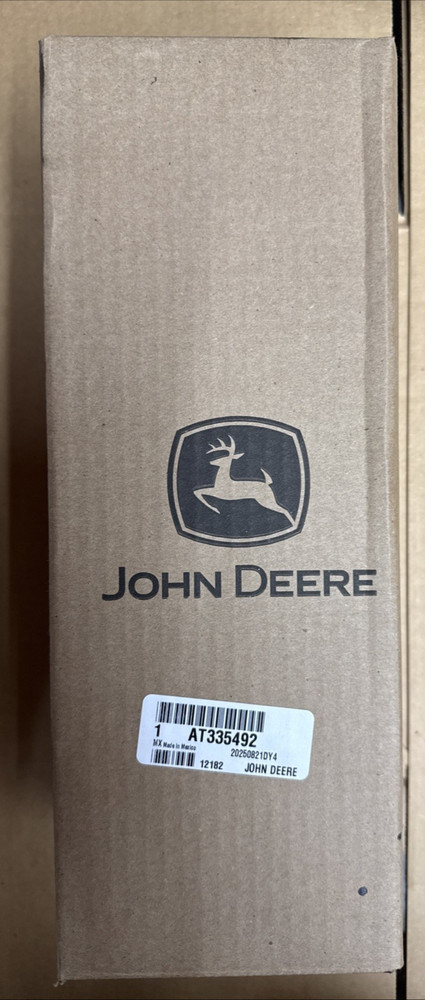 JOHN DEERE
1 AT335492
MX Made in Mexico 20250821DY4
12182 JOHN DEERE